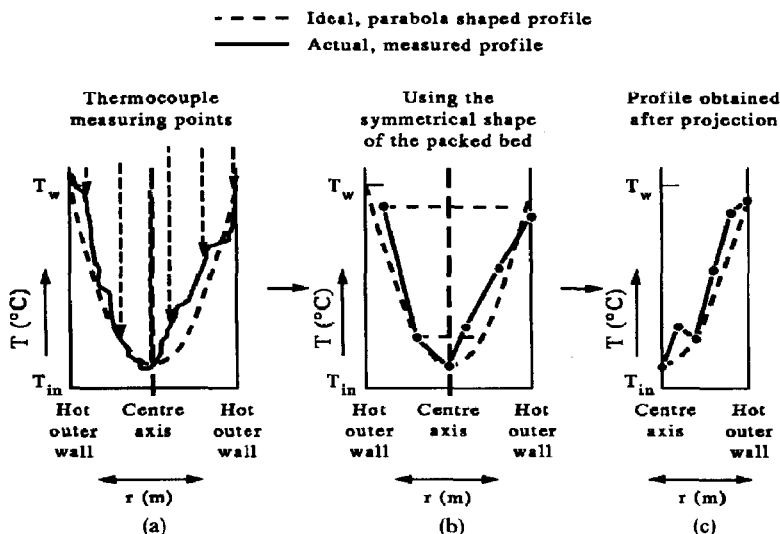 Ideal, parabola shaped profile
Actual, measured profile
Thermocouple
measuring points
Using the
symmetrical shape
of the packed bed
Profile obtained
after projection
T_w
T (°C)
T_in
Hot
outer
wall
Centre
axis
Hot
outer
wall
r (m)
(a)
T_w
T (°C)
T_in
Hot
outer
wall
Centre
axis
Hot
outer
wall
r (m)
(b)
T_w
T (°C)
T_in
Centre
axis
Hot
outer
wall
r (m)
(c)